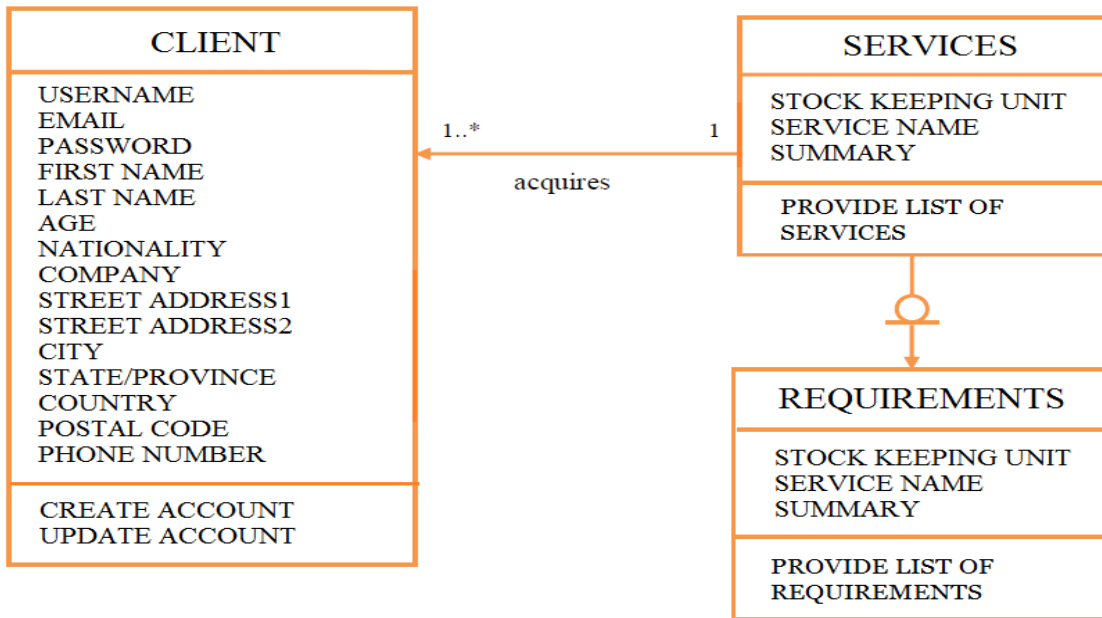 CLIENT
USERNAME
EMAIL
PASSWORD
FIRST NAME
LAST NAME
AGE
NATIONALITY
COMPANY
STREET ADDRESS1
STREET ADDRESS2
CITY
STATE/PROVINCE
COUNTRY
POSTAL CODE
PHONE NUMBER
CREATE ACCOUNT
UPDATE ACCOUNT
1..*
1
acquires
SERVICES
STOCK KEEPING UNIT
SERVICE NAME
SUMMARY
PROVIDE LIST OF
SERVICES
REQUIREMENTS
STOCK KEEPING UNIT
SERVICE NAME
SUMMARY
PROVIDE LIST OF
REQUIREMENTS